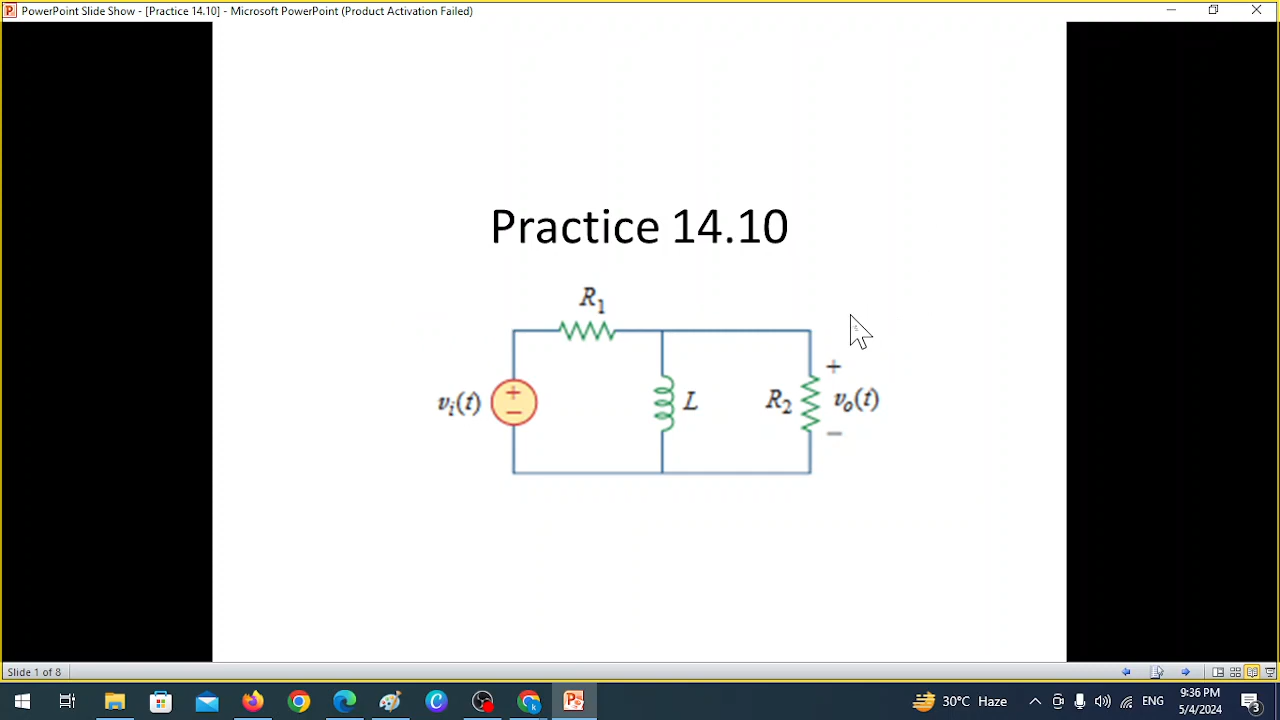 PowerPoint Slide Show - [Practice 14.10] - Microsoft PowerPoint (Product Activation Failed)
Practice 14.10
R1
+
vi(t)
+
−
L
R2
vo(t)
−
Slide 1 of 8
30°C Haze
ENG
9:36 PM
5/4/2024
3